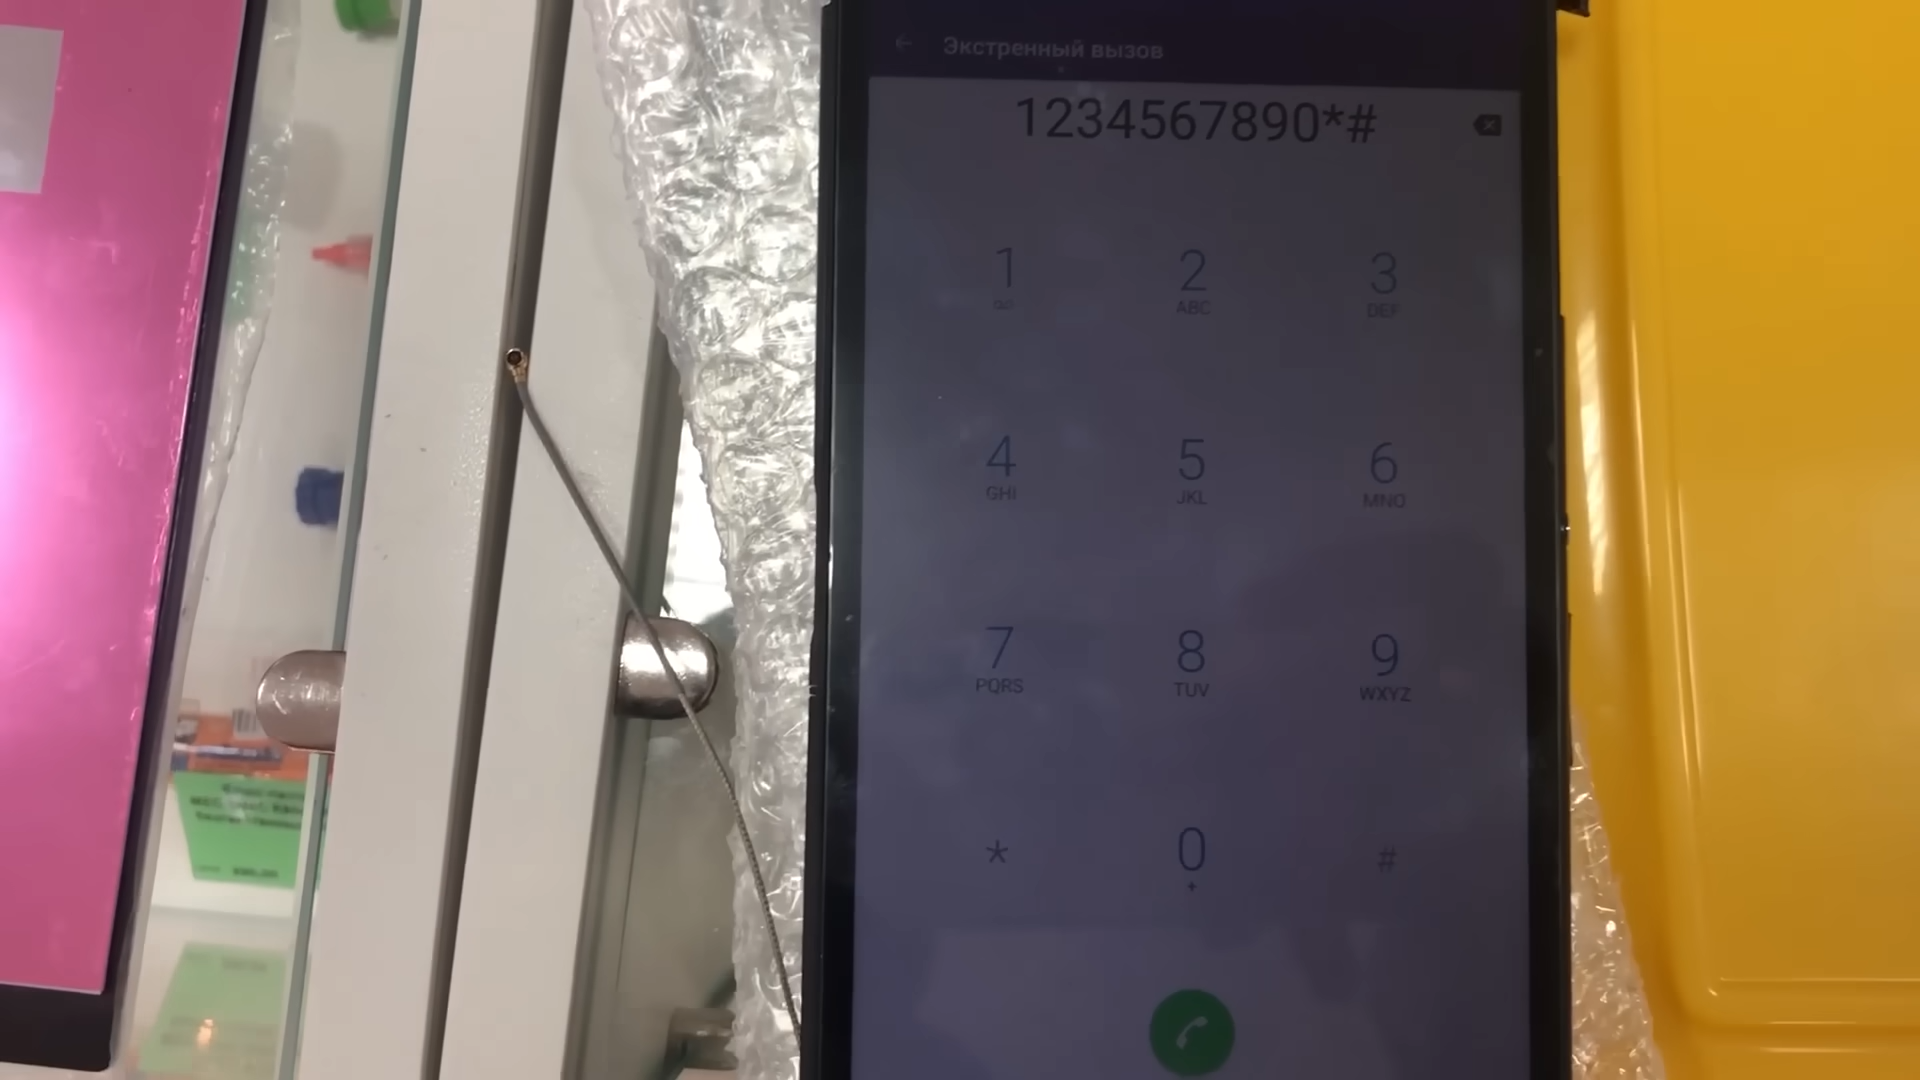 Экстренный вызов
1234567890*#
1
2 ABC
3 DEF
4 GHI
5 JKL
6 MNO
7 PQRS
8 TUV
9 WXYZ
*
0 +
#